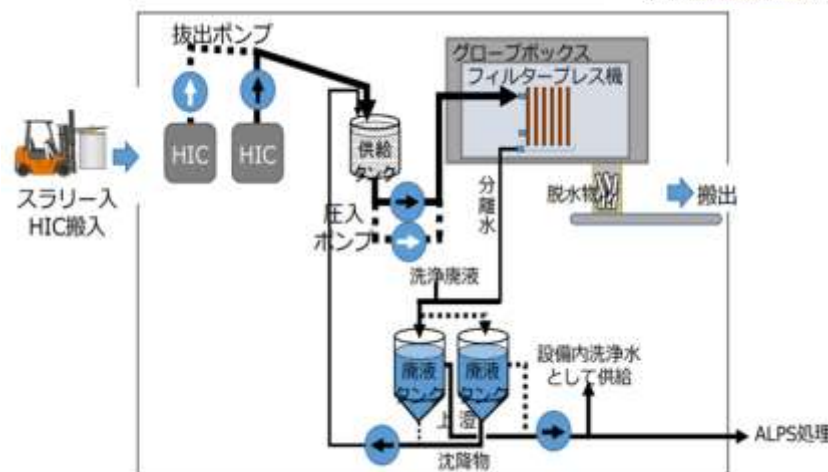 抜出ポンプ
グローブボックス
フィルタープレス機
HIC
HIC
供給
タンク
スラリー入
HIC搬入
圧入
ポンプ
分離水
脱水物
搬出
洗浄廃液
廃液
タンク
廃液
タンク
設備内洗浄水
として供給
上澄
沈降物
ALPS処理